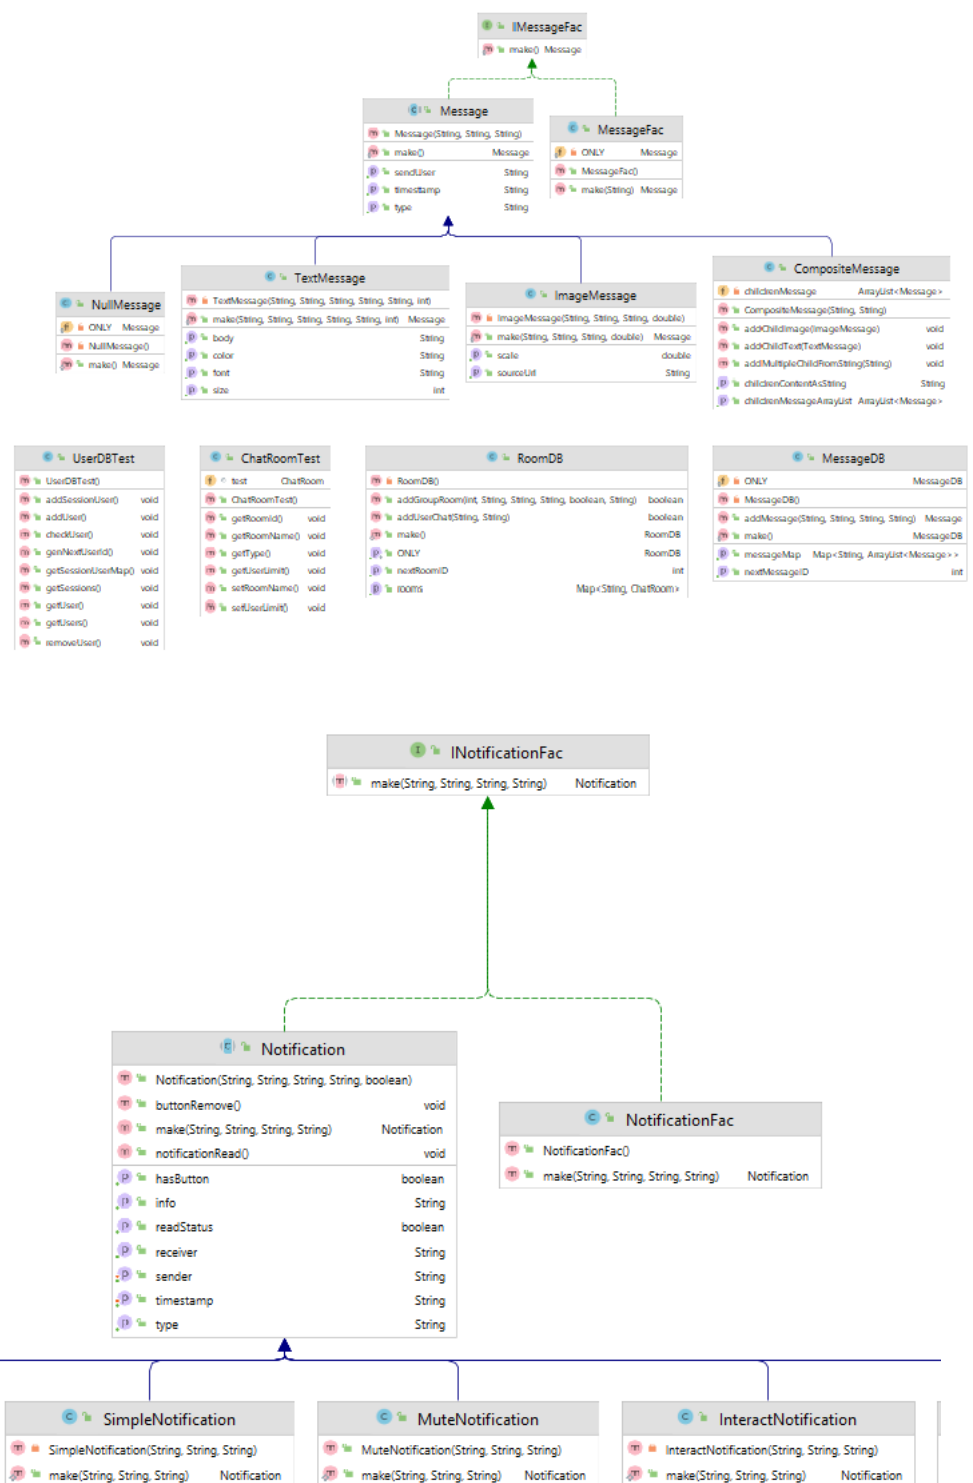 IMessageFac
make() Message
Message
Message(String, String, String)
make() Message
sendUser String
timestamp String
type String
MessageFac
ONLY Message
MessageFac()
make(String) Message
NullMessage
ONLY Message
NullMessage()
make() Message
TextMessage
TextMessage(String, String, String, String, String, int)
make(String, String, String, String, String, int) Message
body String
color String
font String
size int
ImageMessage
ImageMessage(String, String, String, double)
make(String, String, String, double) Message
scale double
sourceUrl String
CompositeMessage
childrenMessage ArrayList<Message>
CompositeMessage(String, String)
addChildImage(ImageMessage) void
addChildText(TextMessage) void
addMultipleChildFromString(String) void
childrenContentAsString String
childrenMessageArrayList ArrayList<Message>
UserDBTest
UserDBTest()
addSessionUser() void
addUser() void
checkUser() void
genNextUserId() void
getSessionUserMap() void
getSessions() void
getUser() void
getUsers() void
removeUser() void
ChatRoomTest
test ChatRoom
ChatRoomTest()
getRoomId() void
getRoomName() void
getType() void
getUserLimit() void
setRoomName() void
setUserLimit() void
RoomDB
RoomDB()
addGroupRoom(int, String, String, String, boolean, String) boolean
addUserChat(String, String) boolean
make() RoomDB
ONLY RoomDB
nextRoomID int
rooms Map<String, ChatRoom>
MessageDB
ONLY MessageDB
MessageDB()
addMessage(String, String, String, String) Message
make() MessageDB
messageMap Map<String, ArrayList<Message>>
nextMessageID int
INotificationFac
make(String, String, String, String) Notification
Notification
Notification(String, String, String, String, boolean)
buttonRemove() void
make(String, String, String, String) Notification
notificationRead() void
hasButton boolean
info String
readStatus boolean
receiver String
sender String
timestamp String
type String
NotificationFac
NotificationFac()
make(String, String, String, String) Notification
SimpleNotification
SimpleNotification(String, String, String)
make(String, String, String) Notification
MuteNotification
MuteNotification(String, String, String)
make(String, String, String) Notification
InteractNotification
InteractNotification(String, String, String)
make(String, String, String) Notification